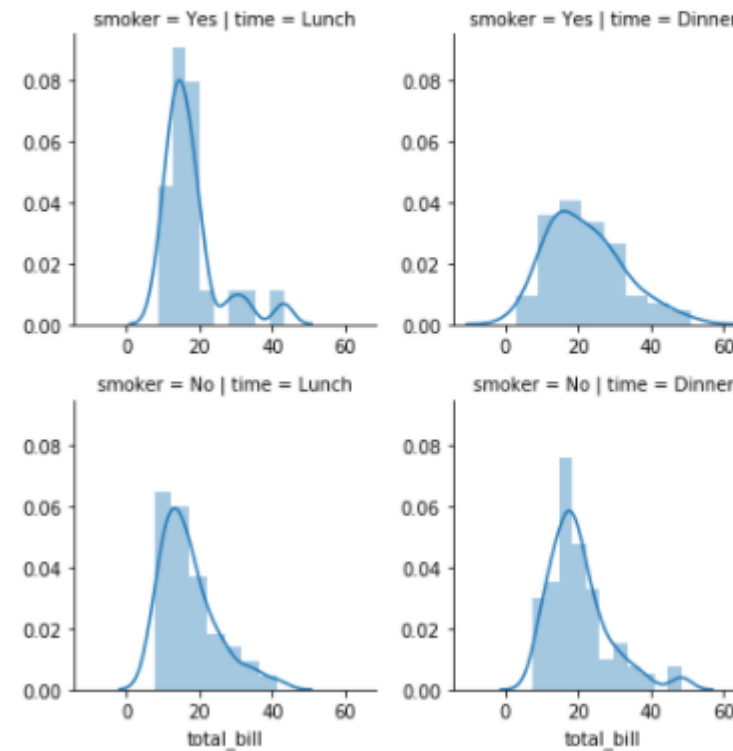 smoker = Yes | time = Lunch
smoker = Yes | time = Dinner
0.08
0.06
0.04
0.02
0.00
0 20 40 60
0.08
0.06
0.04
0.02
0.00
0 20 40 60
smoker = No | time = Lunch
smoker = No | time = Dinner
0.08
0.06
0.04
0.02
0.00
0 20 40 60
total_bill
0.08
0.06
0.04
0.02
0.00
0 20 40 60
total_bill